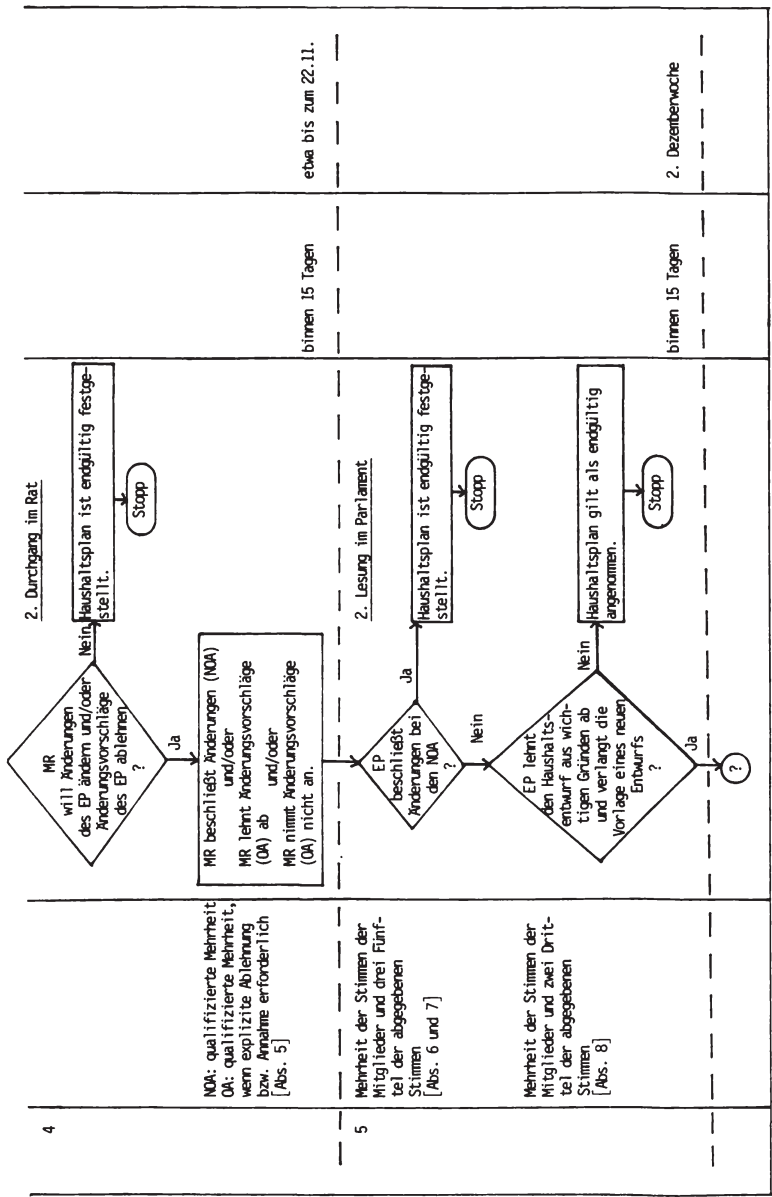 4
NOA: qualifizierte Mehrheit
OA: qualifizierte Mehrheit,
wenn explizite Ablehnung
bzw. Annahme erforderlich
[Abs. 5]
2. Durchgang im Rat
MR
will Änderungen
des EP ändern und/oder
Änderungsvorschläge
des EP ablehnen
?
Nein
Haushaltsplan ist endgültig festge-
stellt.
Stopp
Ja
MR beschließt Änderungen (NOA)
und/oder
MR lehnt Änderungsvorschläge
(OA) ab
und/oder
MR nimmt Änderungsvorschläge
(OA) nicht an.
binnen 15 Tagen
etwa bis zum 22.11.
5
Mehrheit der Stimmen der
Mitglieder und drei Fünf-
tel der abgegebenen
Stimmen
[Abs. 6 und 7]
2. Lesung im Parlament
EP
beschließt
Änderungen bei
den NOA
?
Ja
Haushaltsplan ist endgültig festge-
stellt.
Stopp
Nein
Mehrheit der Stimmen der
Mitglieder und zwei Drit-
tel der abgegebenen
Stimmen
[Abs. 8]
EP lehnt
den Haushalts-
entwurf aus wich-
tigen Gründen ab
und verlangt die
Vorlage eines neuen
Entwurfs
?
Nein
Haushaltsplan gilt als endgültig
angenommen.
Stopp
Ja
?
binnen 15 Tagen
2. Dezemberwoche